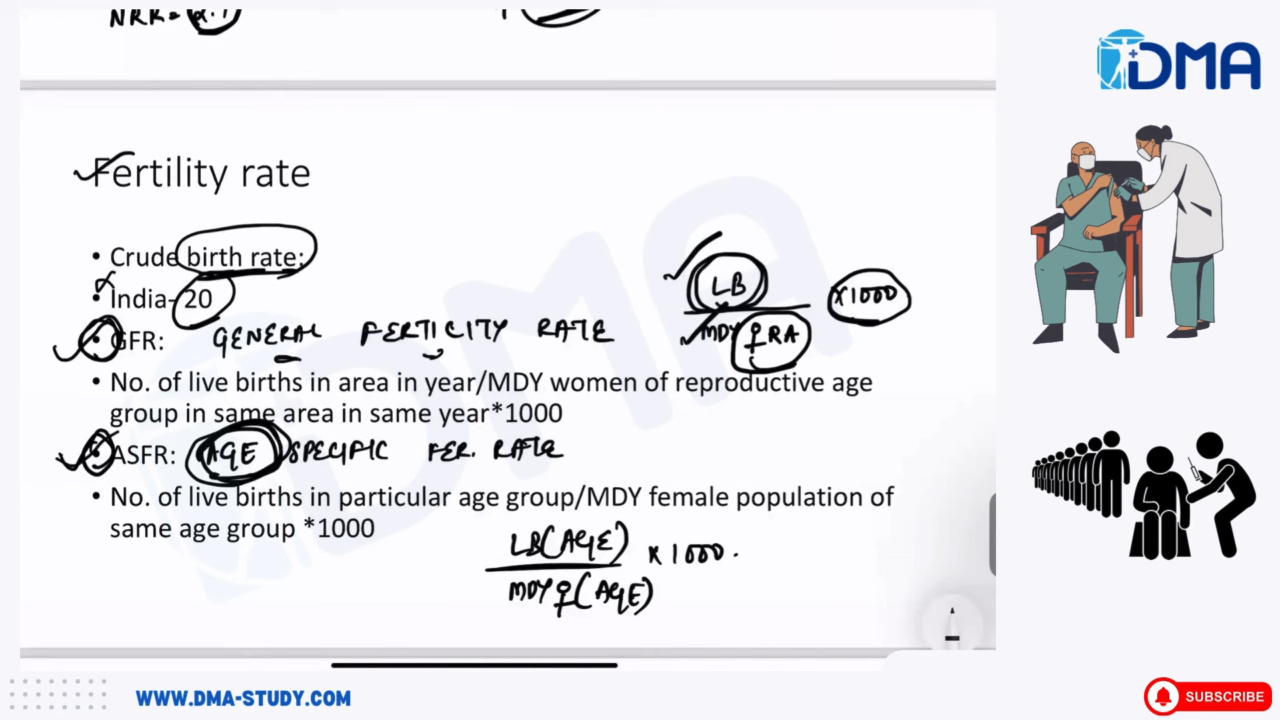 DMA
Fertility rate
• Crude birth rate:
• India- 20
LB
×1000
MDY ♀ RA
• GFR: GENERAL FERTICITY RATE
• No. of live births in area in year/MDY women of reproductive age
group in same area in same year*1000
• ASFR: AGE SPECIFIC FER. RATE
• No. of live births in particular age group/MDY female population of
same age group *1000
LB(AGE) × 1000.
MDY ♀ (AGE)
WWW.DMA-STUDY.COM
SUBSCRIBE